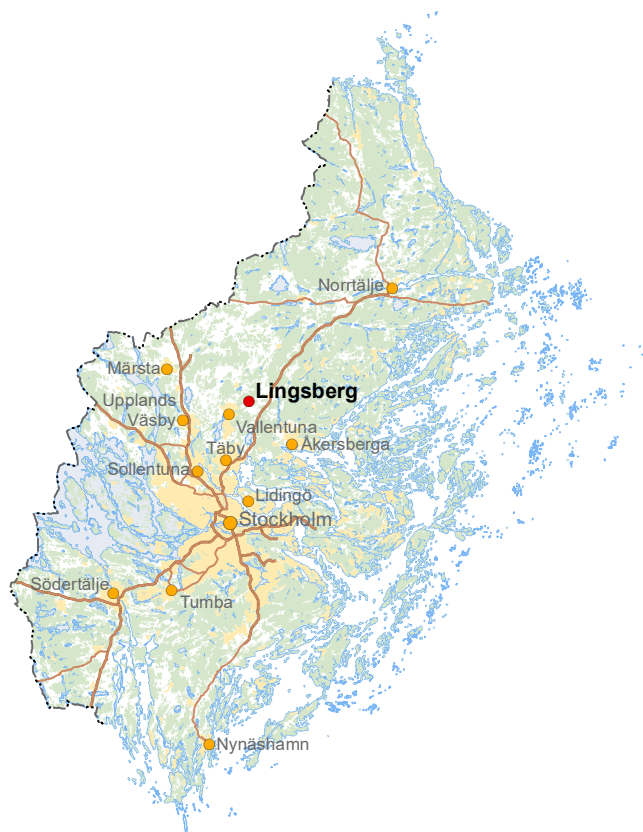 Norrtälje
Märsta
Lingsberg
Upplands
Väsby
Vallentuna
Täby
Åkersberga
Sollentuna
Lidingö
Stockholm
Södertälje
Tumba
Nynäshamn